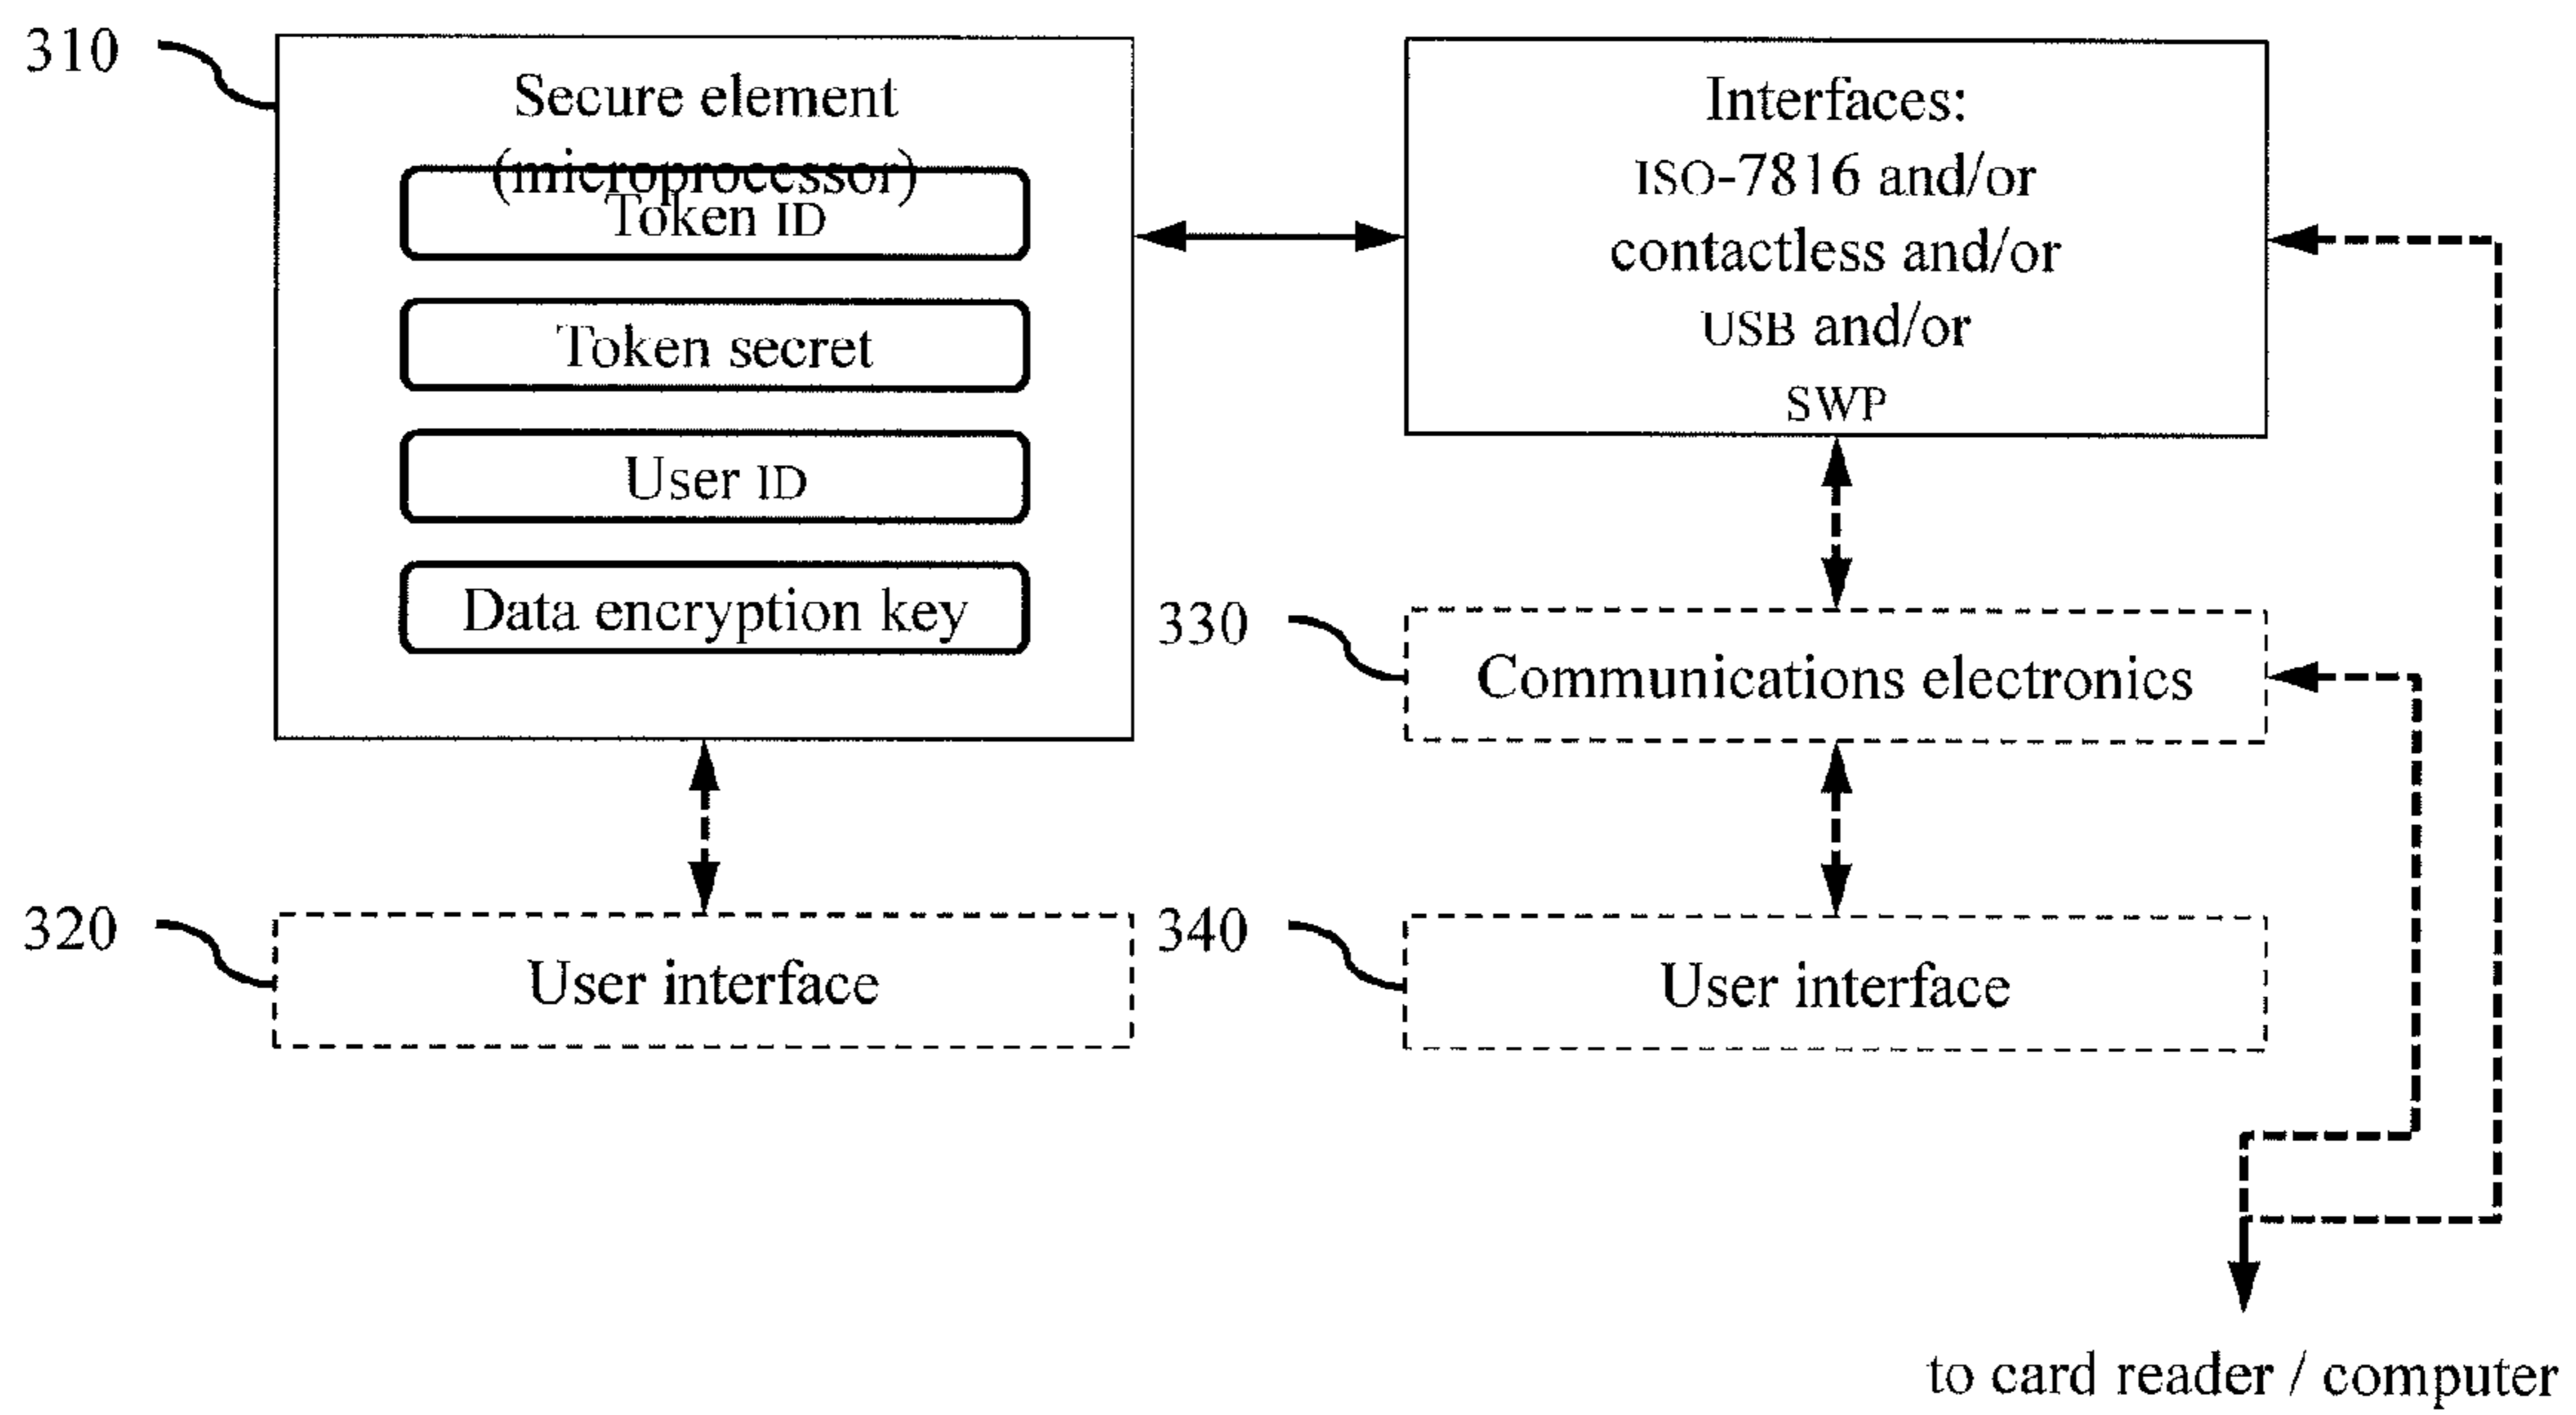 310
Secure element
(microprocessor)
Token ID
Token secret
User ID
Data encryption key
Interfaces:
ISO-7816 and/or
contactless and/or
USB and/or
SWP
330
Communications electronics
320
User interface
340
User interface
to card reader / computer